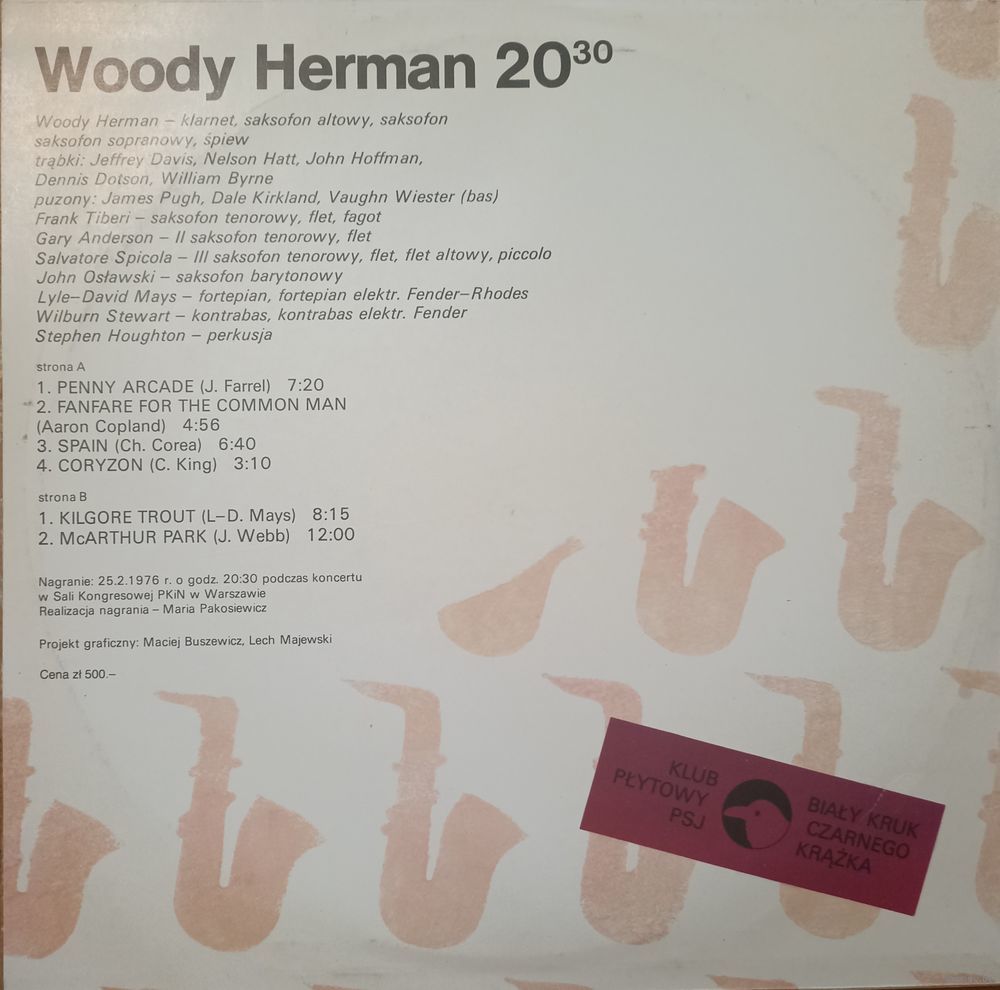 Woody Herman 20³⁰
Woody Herman – klarnet, saksofon altowy, saksofon
saksofon sopranowy, śpiew
trąbki: Jeffrey Davis, Nelson Hatt, John Hoffman,
Dennis Dotson, William Byrne
puzony: James Pugh, Dale Kirkland, Vaughn Wiester (bas)
Frank Tiberi – saksofon tenorowy, flet, fagot
Gary Anderson – II saksofon tenorowy, flet
Salvatore Spicola – III saksofon tenorowy, flet, flet altowy, piccolo
John Osławski – saksofon barytonowy
Lyle–David Mays – fortepian, fortepian elektr. Fender–Rhodes
Wilburn Stewart – kontrabas, kontrabas elektr. Fender
Stephen Houghton – perkusja
strona A
1. PENNY ARCADE (J. Farrel) 7:20
2. FANFARE FOR THE COMMON MAN
(Aaron Copland) 4:56
3. SPAIN (Ch. Corea) 6:40
4. CORYZON (C. King) 3:10
strona B
1. KILGORE TROUT (L–D. Mays) 8:15
2. McARTHUR PARK (J. Webb) 12:00
Nagranie: 25.2.1976 r. o godz. 20:30 podczas koncertu
w Sali Kongresowej PKiN w Warszawie
Realizacja nagrania – Maria Pakosiewicz
Projekt graficzny: Maciej Buszewicz, Lech Majewski
Cena zł 500.–
KLUB
PŁYTOWY
PSJ
BIAŁY KRUK
CZARNEGO
KRĄŻKA